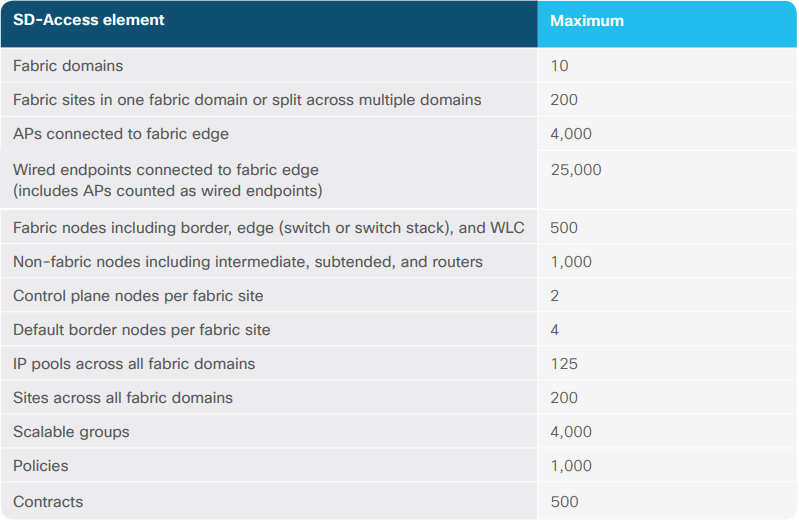 SD-Access element Maximum
Fabric domains 10
Fabric sites in one fabric domain or split across multiple domains 200
APs connected to fabric edge 4,000
Wired endpoints connected to fabric edge 25,000
(includes APs counted as wired endpoints)
Fabric nodes including border, edge (switch or switch stack), and WLC 500
Non-fabric nodes including intermediate, subtended, and routers 1,000
Control plane nodes per fabric site 2
Default border nodes per fabric site 4
IP pools across all fabric domains 125
Sites across all fabric domains 200
Scalable groups 4,000
Policies 1,000
Contracts 500